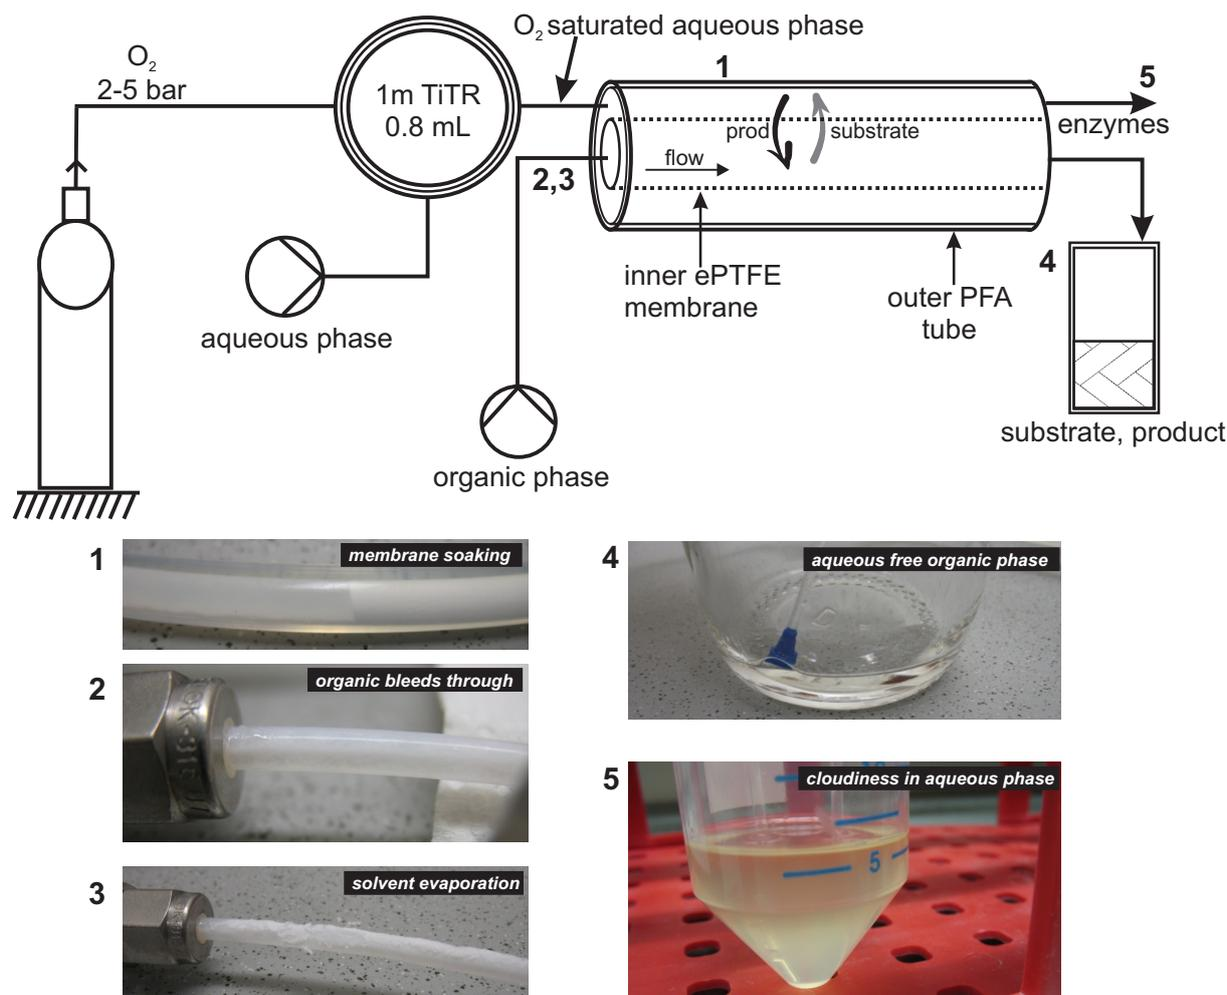 O2 saturated aqueous phase
O2
2-5 bar
1m TiTR
0.8 mL
1
5
enzymes
prod
substrate
flow
2,3
4
inner ePTFE
membrane
outer PFA
tube
aqueous phase
organic phase
substrate, product
1
membrane soaking
2
organic bleeds through
3
solvent evaporation
4
aqueous free organic phase
5
cloudiness in aqueous phase
5